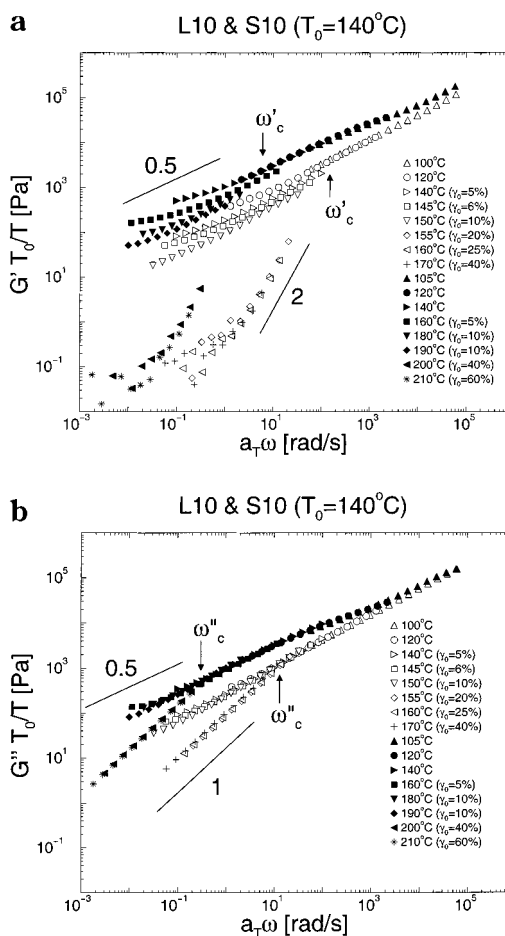 a
L10 & S10 (T₀=140°C)
G' T₀/T [Pa]
10⁵
10³
10¹
10⁻¹
ω'c
0.5
ω'c
2
100°C
120°C
140°C (γ₀=5%)
145°C (γ₀=6%)
150°C (γ₀=10%)
155°C (γ₀=20%)
160°C (γ₀=25%)
170°C (γ₀=40%)
105°C
120°C
140°C
160°C (γ₀=5%)
180°C (γ₀=10%)
190°C (γ₀=10%)
200°C (γ₀=40%)
210°C (γ₀=60%)
10⁻³ 10⁻¹ 10¹ 10³ 10⁵
aTω [rad/s]
b
L10 & S10 (T₀=140°C)
G'' T₀/T [Pa]
10⁵
10³
10¹
10⁻¹
0.5
ω''c
ω''c
1
100°C
120°C
140°C (γ₀=5%)
145°C (γ₀=6%)
150°C (γ₀=10%)
155°C (γ₀=20%)
160°C (γ₀=25%)
170°C (γ₀=40%)
105°C
120°C
140°C
160°C (γ₀=5%)
180°C (γ₀=10%)
190°C (γ₀=10%)
200°C (γ₀=40%)
210°C (γ₀=60%)
10⁻³ 10⁻¹ 10¹ 10³ 10⁵
aTω [rad/s]